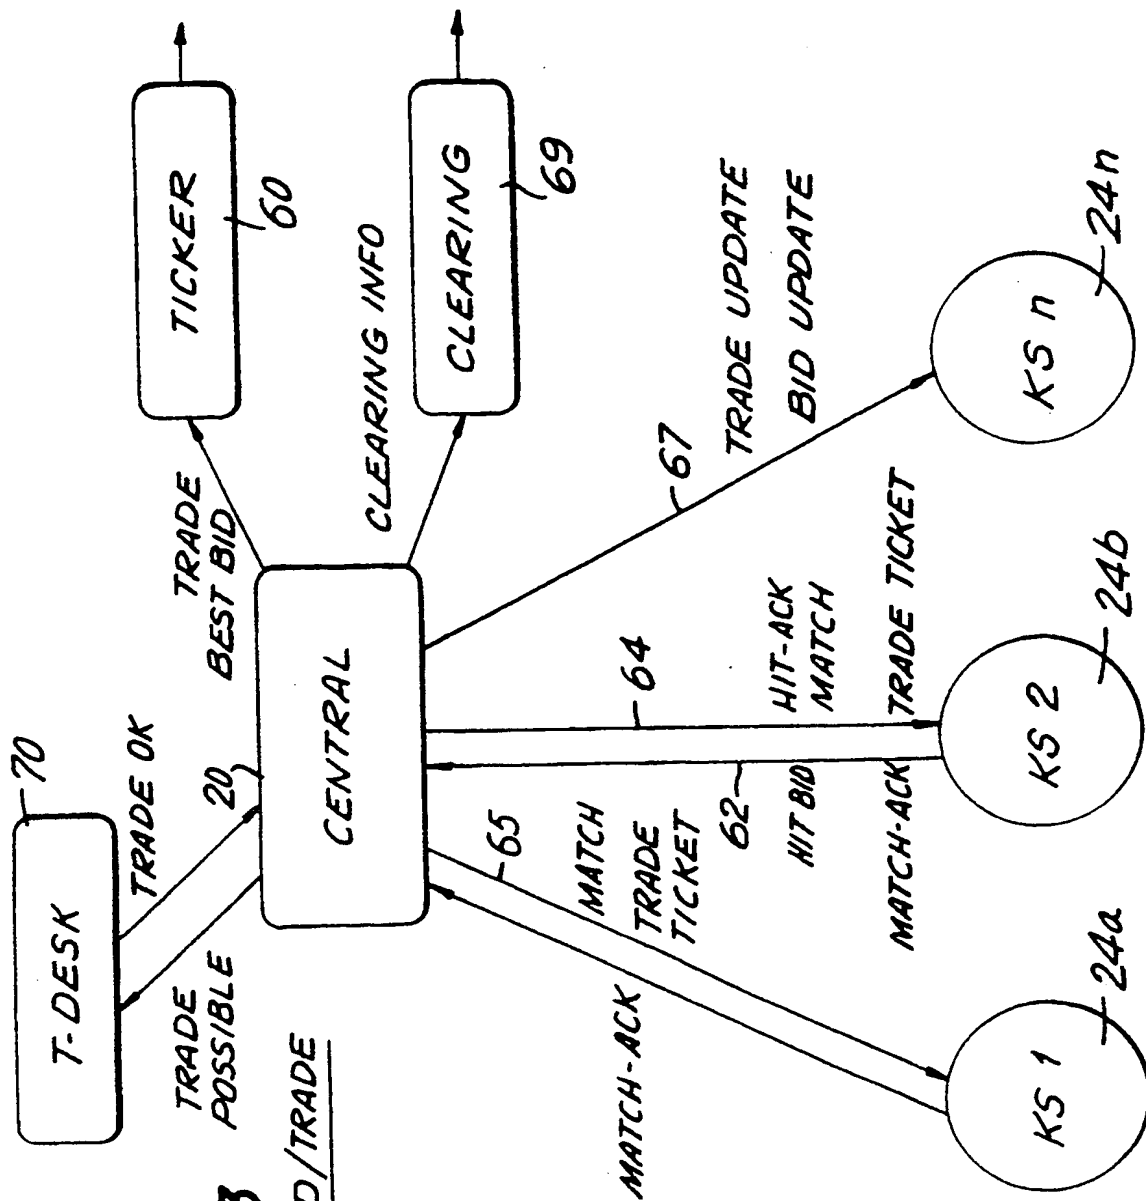 T-DESK
70
TRADE
POSSIBLE
TRADE OK
3
D/TRADE
20
CENTRAL
TRADE
BEST BID
TICKER
60
CLEARING INFO
CLEARING
69
MATCH-ACK
65
MATCH
TRADE
TICKET
62
HIT BID
MATCH-ACK
64
HIT-ACK
MATCH
TRADE TICKET
67
TRADE UPDATE
BID UPDATE
KS 1
24a
KS 2
24b
KS n
24n